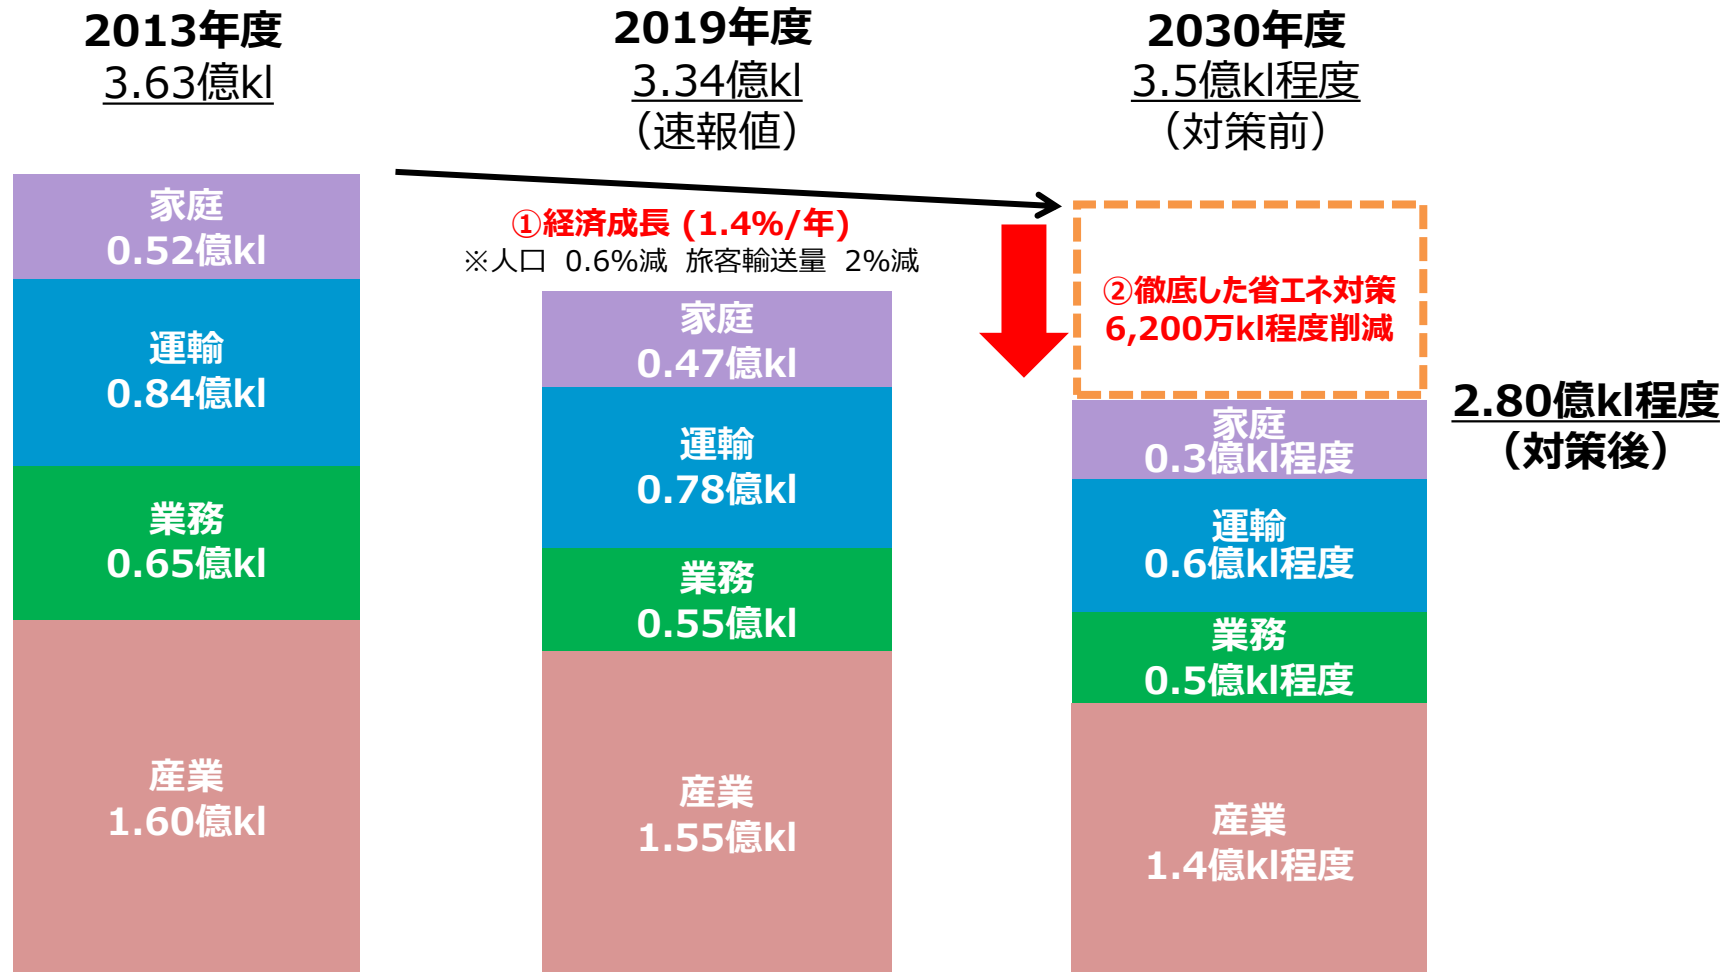 2013年度
3.63億kl
家庭
0.52億kl
運輸
0.84億kl
業務
0.65億kl
産業
1.60億kl
2019年度
3.34億kl
（速報値）
①経済成長 (1.4%/年)
※人口 0.6%減 旅客輸送量 2%減
家庭
0.47億kl
運輸
0.78億kl
業務
0.55億kl
産業
1.55億kl
2030年度
3.5億kl程度
（対策前）
②徹底した省エネ対策
6,200万kl程度削減
家庭
0.3億kl程度
運輸
0.6億kl程度
業務
0.5億kl程度
産業
1.4億kl程度
2.80億kl程度
（対策後）